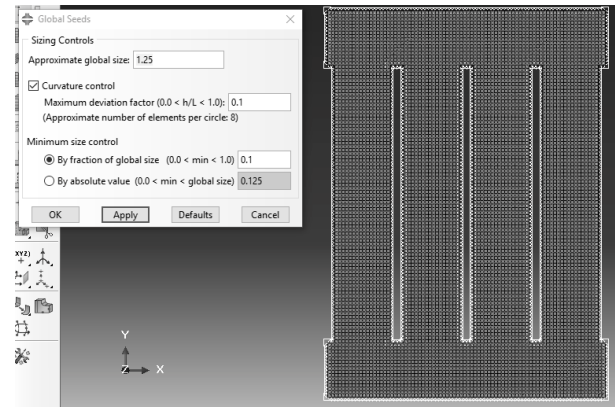 Global Seeds
Sizing Controls
Approximate global size: 1.25
Curvature control
Maximum deviation factor (0.0 < h/L < 1.0): 0.1
(Approximate number of elements per circle: 8)
Minimum size control
By fraction of global size (0.0 < min < 1.0) 0.1
By absolute value (0.0 < min < global size) 0.125
OK Apply Defaults Cancel
XYZ)
Y
Z X